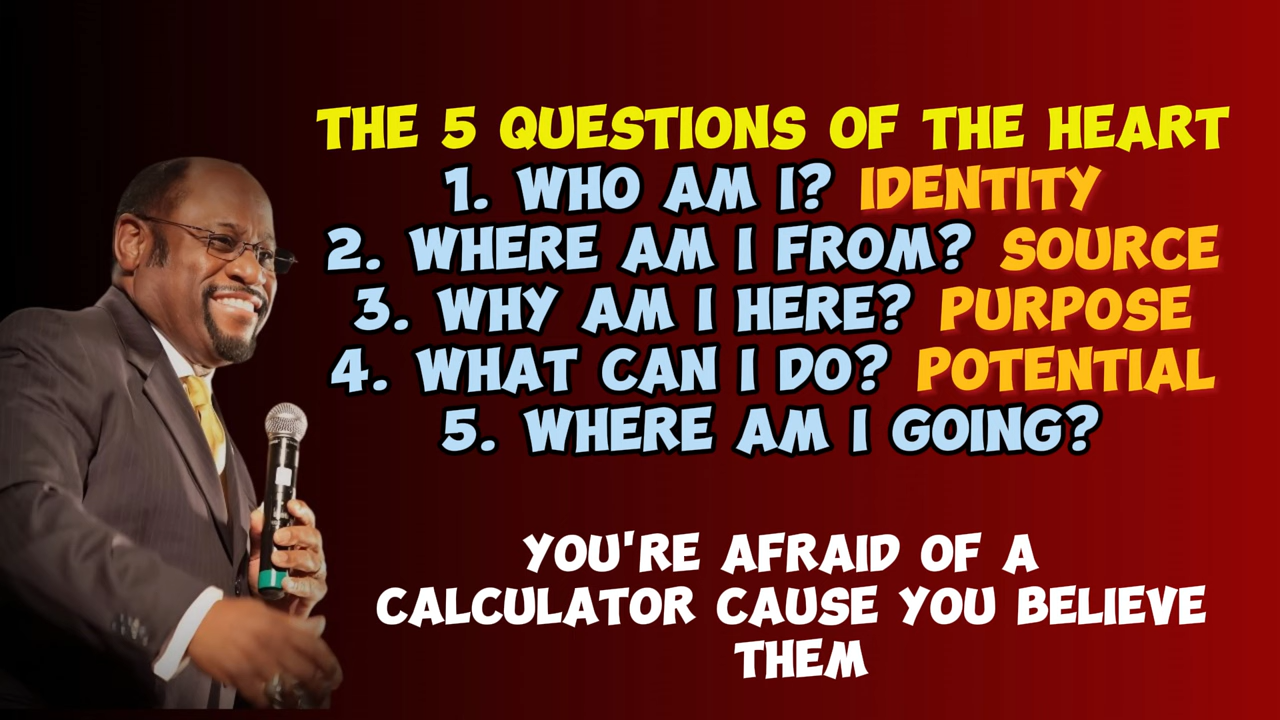 THE 5 QUESTIONS OF THE HEART
1. WHO AM I? IDENTITY
2. WHERE AM I FROM? SOURCE
3. WHY AM I HERE? PURPOSE
4. WHAT CAN I DO? POTENTIAL
5. WHERE AM I GOING?
YOU'RE AFRAID OF A
CALCULATOR CAUSE YOU BELIEVE
THEM